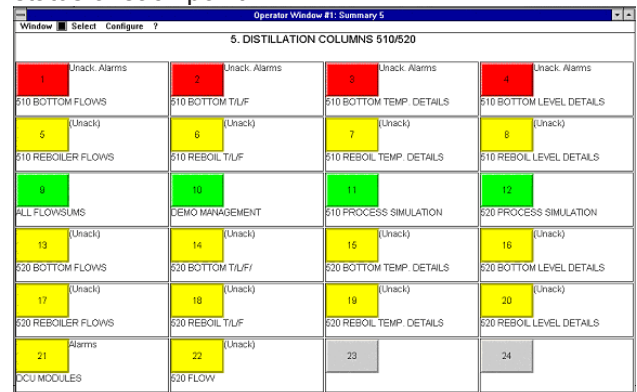 Operator Window #1: Summary 5
Window Select Configure ?
5. DISTILLATION COLUMNS 510/520
1 Unack. Alarms
510 BOTTOM FLOWS
2 Unack. Alarms
510 BOTTOM T/L/F
3 Unack. Alarms
510 BOTTOM TEMP. DETAILS
4 Unack. Alarms
510 BOTTOM LEVEL DETAILS
5 (Unack)
510 REBOILER FLOWS
6 (Unack)
510 REBOIL T/L/F
7 (Unack)
510 REBOIL TEMP. DETAILS
8 (Unack)
510 REBOIL LEVEL DETAILS
9
ALL FLOWSUMS
10
DEMO MANAGEMENT
11
510 PROCESS SIMULATION
12
520 PROCESS SIMULATION
13 (Unack)
520 BOTTOM FLOWS
14 (Unack)
520 BOTTOM T/L/F/
15 (Unack)
520 BOTTOM TEMP. DETAILS
16 (Unack)
520 BOTTOM LEVEL DETAILS
17 (Unack)
520 REBOILER FLOWS
18 (Unack)
520 REBOIL T/L/F
19 (Unack)
520 REBOIL TEMP. DETAILS
20 (Unack)
520 REBOIL LEVEL DETAILS
21 Alarms
DCU MODULES
22 (Unack)
520 FLOW
23
24